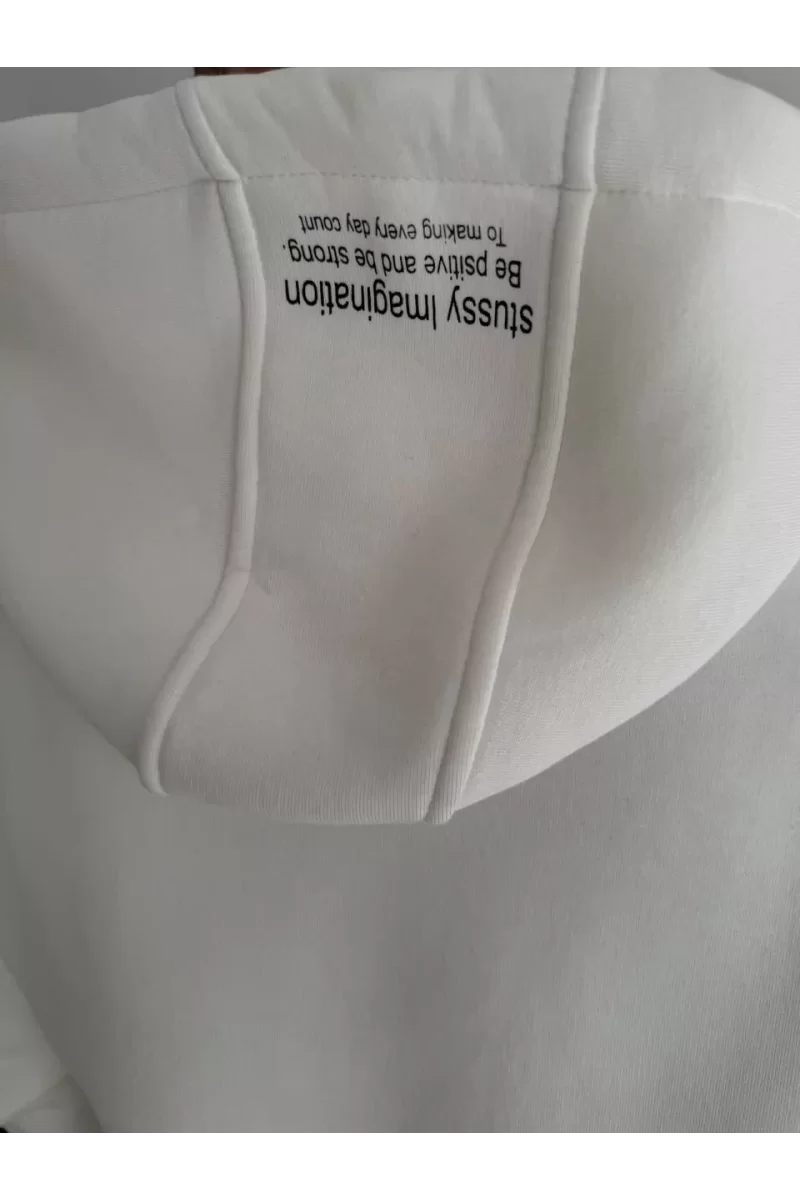 stussy Imagination
Be psitive and be strong.
To making every day count